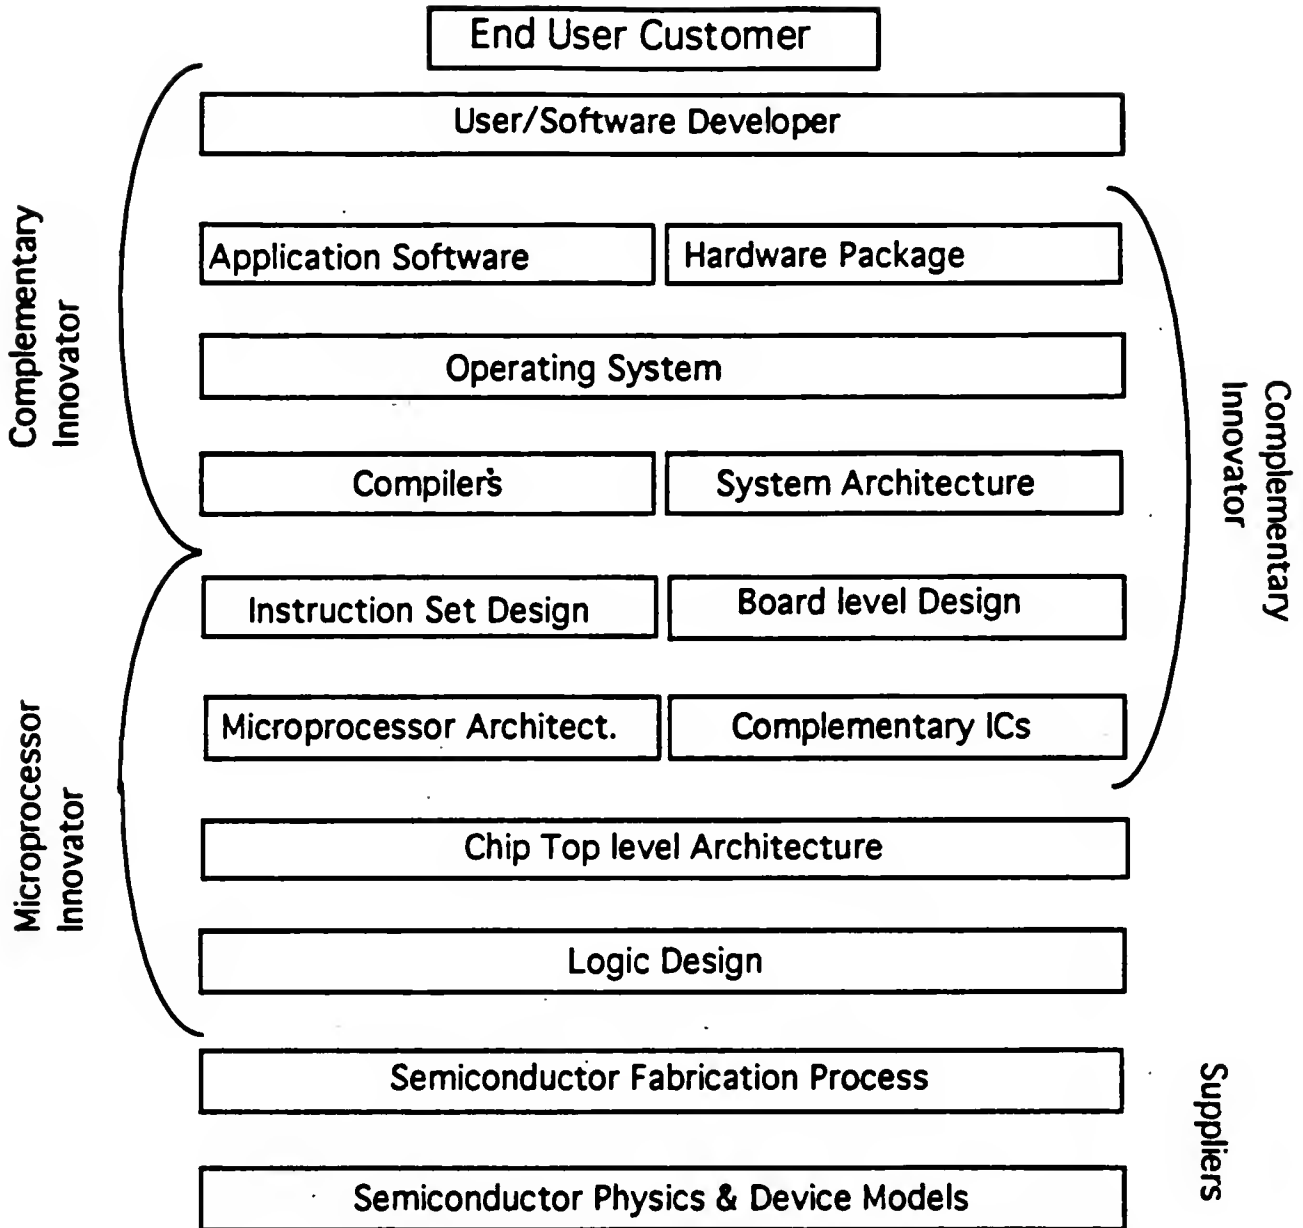 End User Customer
User/Software Developer
Application Software
Hardware Package
Operating System
Compiler's
System Architecture
Instruction Set Design
Board level Design
Microprocessor Architect.
Complementary ICs
Chip Top level Architecture
Logic Design
Semiconductor Fabrication Process
Semiconductor Physics & Device Models
Complementary
Innovator
Microprocessor
Innovator
Complementary
Innovator
Suppliers